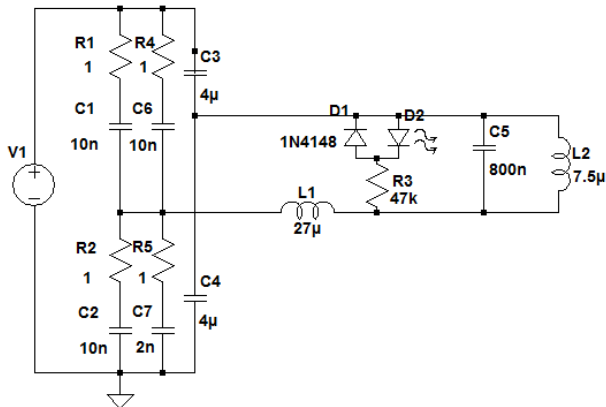 R1
1
R4
1
C3
4µ
C1
10n
C6
10n
D1
D2
1N4148
C5
800n
L2
7.5µ
V1
R3
47k
L1
27µ
R2
1
R5
1
C4
4µ
C2
10n
C7
2n